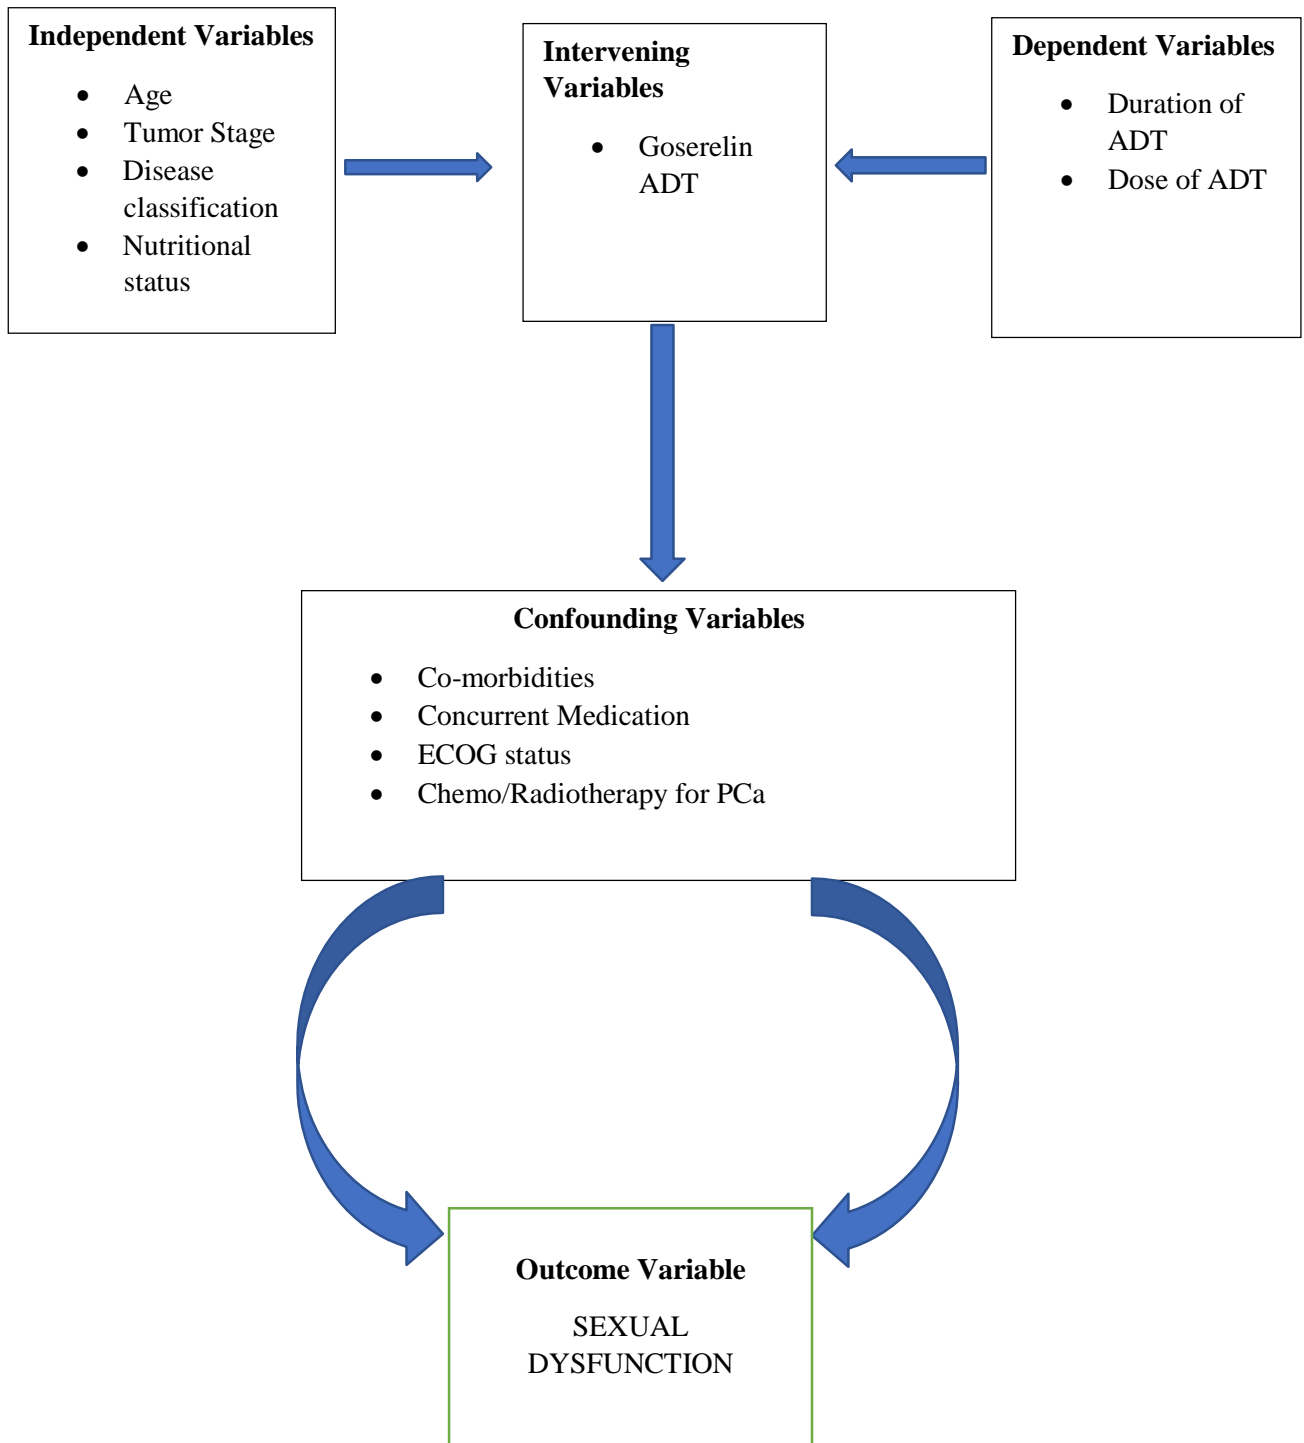 Independent Variables
• Age
• Tumor Stage
• Disease
classification
• Nutritional
status
Intervening
Variables
• Goserelin
ADT
Dependent Variables
• Duration of
ADT
• Dose of ADT
Confounding Variables
• Co-morbidities
• Concurrent Medication
• ECOG status
• Chemo/Radiotherapy for PCa
Outcome Variable
SEXUAL
DYSFUNCTION